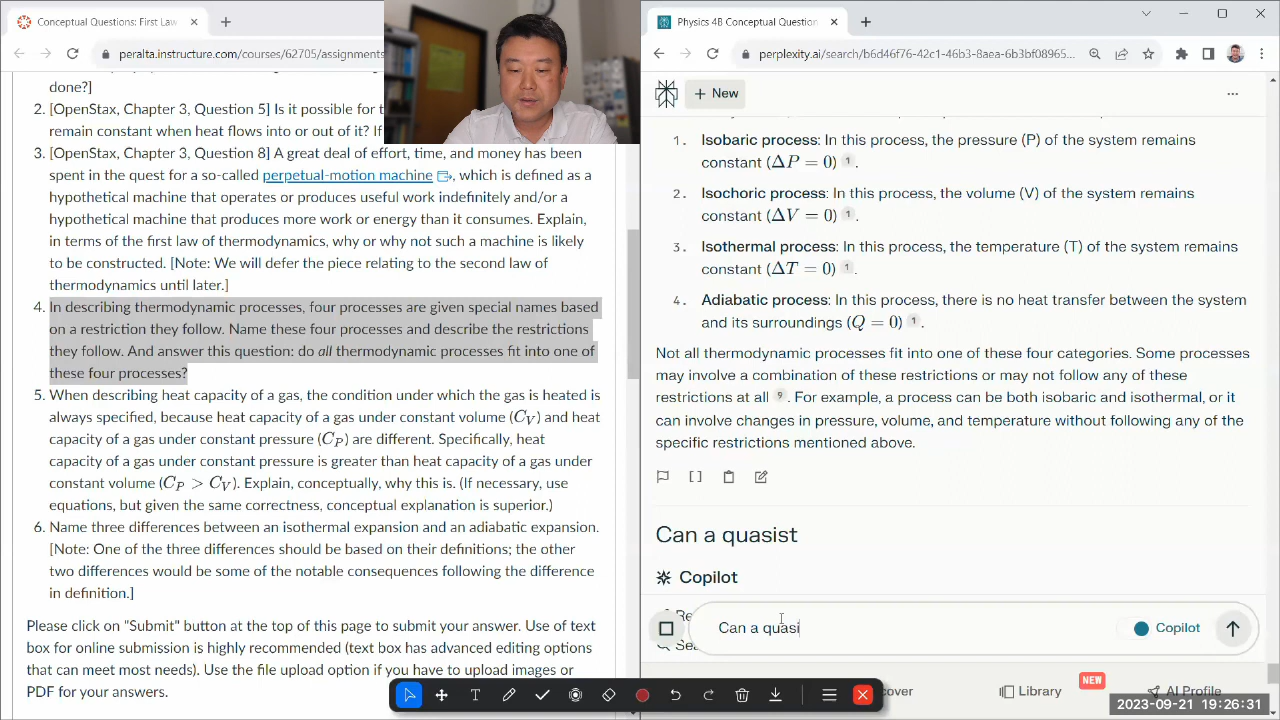 Conceptual Questions: First Law
peralta.instructure.com/courses/62705/assignments
done?]
2. [OpenStax, Chapter 3, Question 5] Is it possible for t
remain constant when heat flows into or out of it? If
3. [OpenStax, Chapter 3, Question 8] A great deal of effort, time, and money has been
spent in the quest for a so-called perpetual-motion machine, which is defined as a
hypothetical machine that operates or produces useful work indefinitely and/or a
hypothetical machine that produces more work or energy than it consumes. Explain,
in terms of the first law of thermodynamics, why or why not such a machine is likely
to be constructed. [Note: We will defer the piece relating to the second law of
thermodynamics until later.]
4. In describing thermodynamic processes, four processes are given special names based
on a restriction they follow. Name these four processes and describe the restrictions
they follow. And answer this question: do all thermodynamic processes fit into one of
these four processes?
5. When describing heat capacity of a gas, the condition under which the gas is heated is
always specified, because heat capacity of a gas under constant volume (C_V) and heat
capacity of a gas under constant pressure (C_P) are different. Specifically, heat
capacity of a gas under constant pressure is greater than heat capacity of a gas under
constant volume (C_P > C_V). Explain, conceptually, why this is. (If necessary, use
equations, but given the same correctness, conceptual explanation is superior.)
6. Name three differences between an isothermal expansion and an adiabatic expansion.
[Note: One of the three differences should be based on their definitions; the other
two differences would be some of the notable consequences following the difference
in definition.]
Please click on "Submit" button at the top of this page to submit your answer. Use of text
box for online submission is highly recommended (text box has advanced editing options
that can meet most needs). Use the file upload option if you have to upload images or
PDF for your answers.
Physics 4B Conceptual Question
perplexity.ai/search/b6d46f76-42c1-46b3-8aea-6b3bf08965...
New
1. Isobaric process: In this process, the pressure (P) of the system remains
constant (ΔP = 0) 1.
2. Isochoric process: In this process, the volume (V) of the system remains
constant (ΔV = 0) 1.
3. Isothermal process: In this process, the temperature (T) of the system remains
constant (ΔT = 0) 1.
4. Adiabatic process: In this process, there is no heat transfer between the system
and its surroundings (Q = 0) 1.
Not all thermodynamic processes fit into one of these four categories. Some processes
may involve a combination of these restrictions or may not follow any of these
restrictions at all 9. For example, a process can be both isobaric and isothermal, or it
can involve changes in pressure, volume, and temperature without following any of the
specific restrictions mentioned above.
Can a quasist
Copilot
Can a quasi
Copilot
Library
NEW
AI Profile
2023-09-21 19:26:31